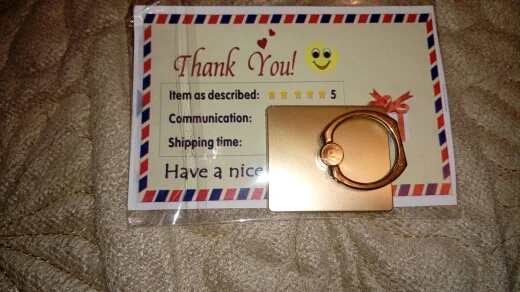 Thank You!
Item as described: ★★★★★ 5
Communication:
Shipping time:
Have a nice